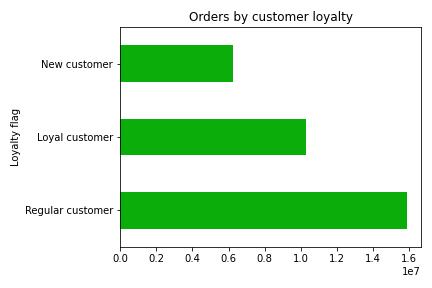 Orders by customer loyalty
New customer
Loyal customer
Regular customer
Loyalty flag
0.0 0.2 0.4 0.6 0.8 1.0 1.2 1.4 1.6
1e7